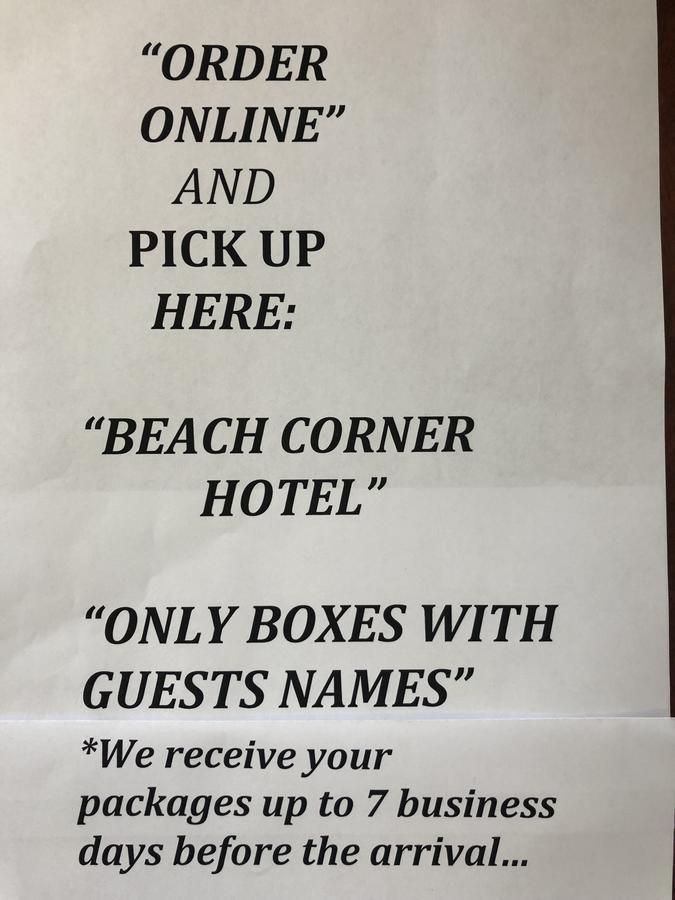 “ORDER
ONLINE”
AND
PICK UP
HERE:
“BEACH CORNER
HOTEL”
“ONLY BOXES WITH
GUESTS NAMES”
*We receive your
packages up to 7 business
days before the arrival...